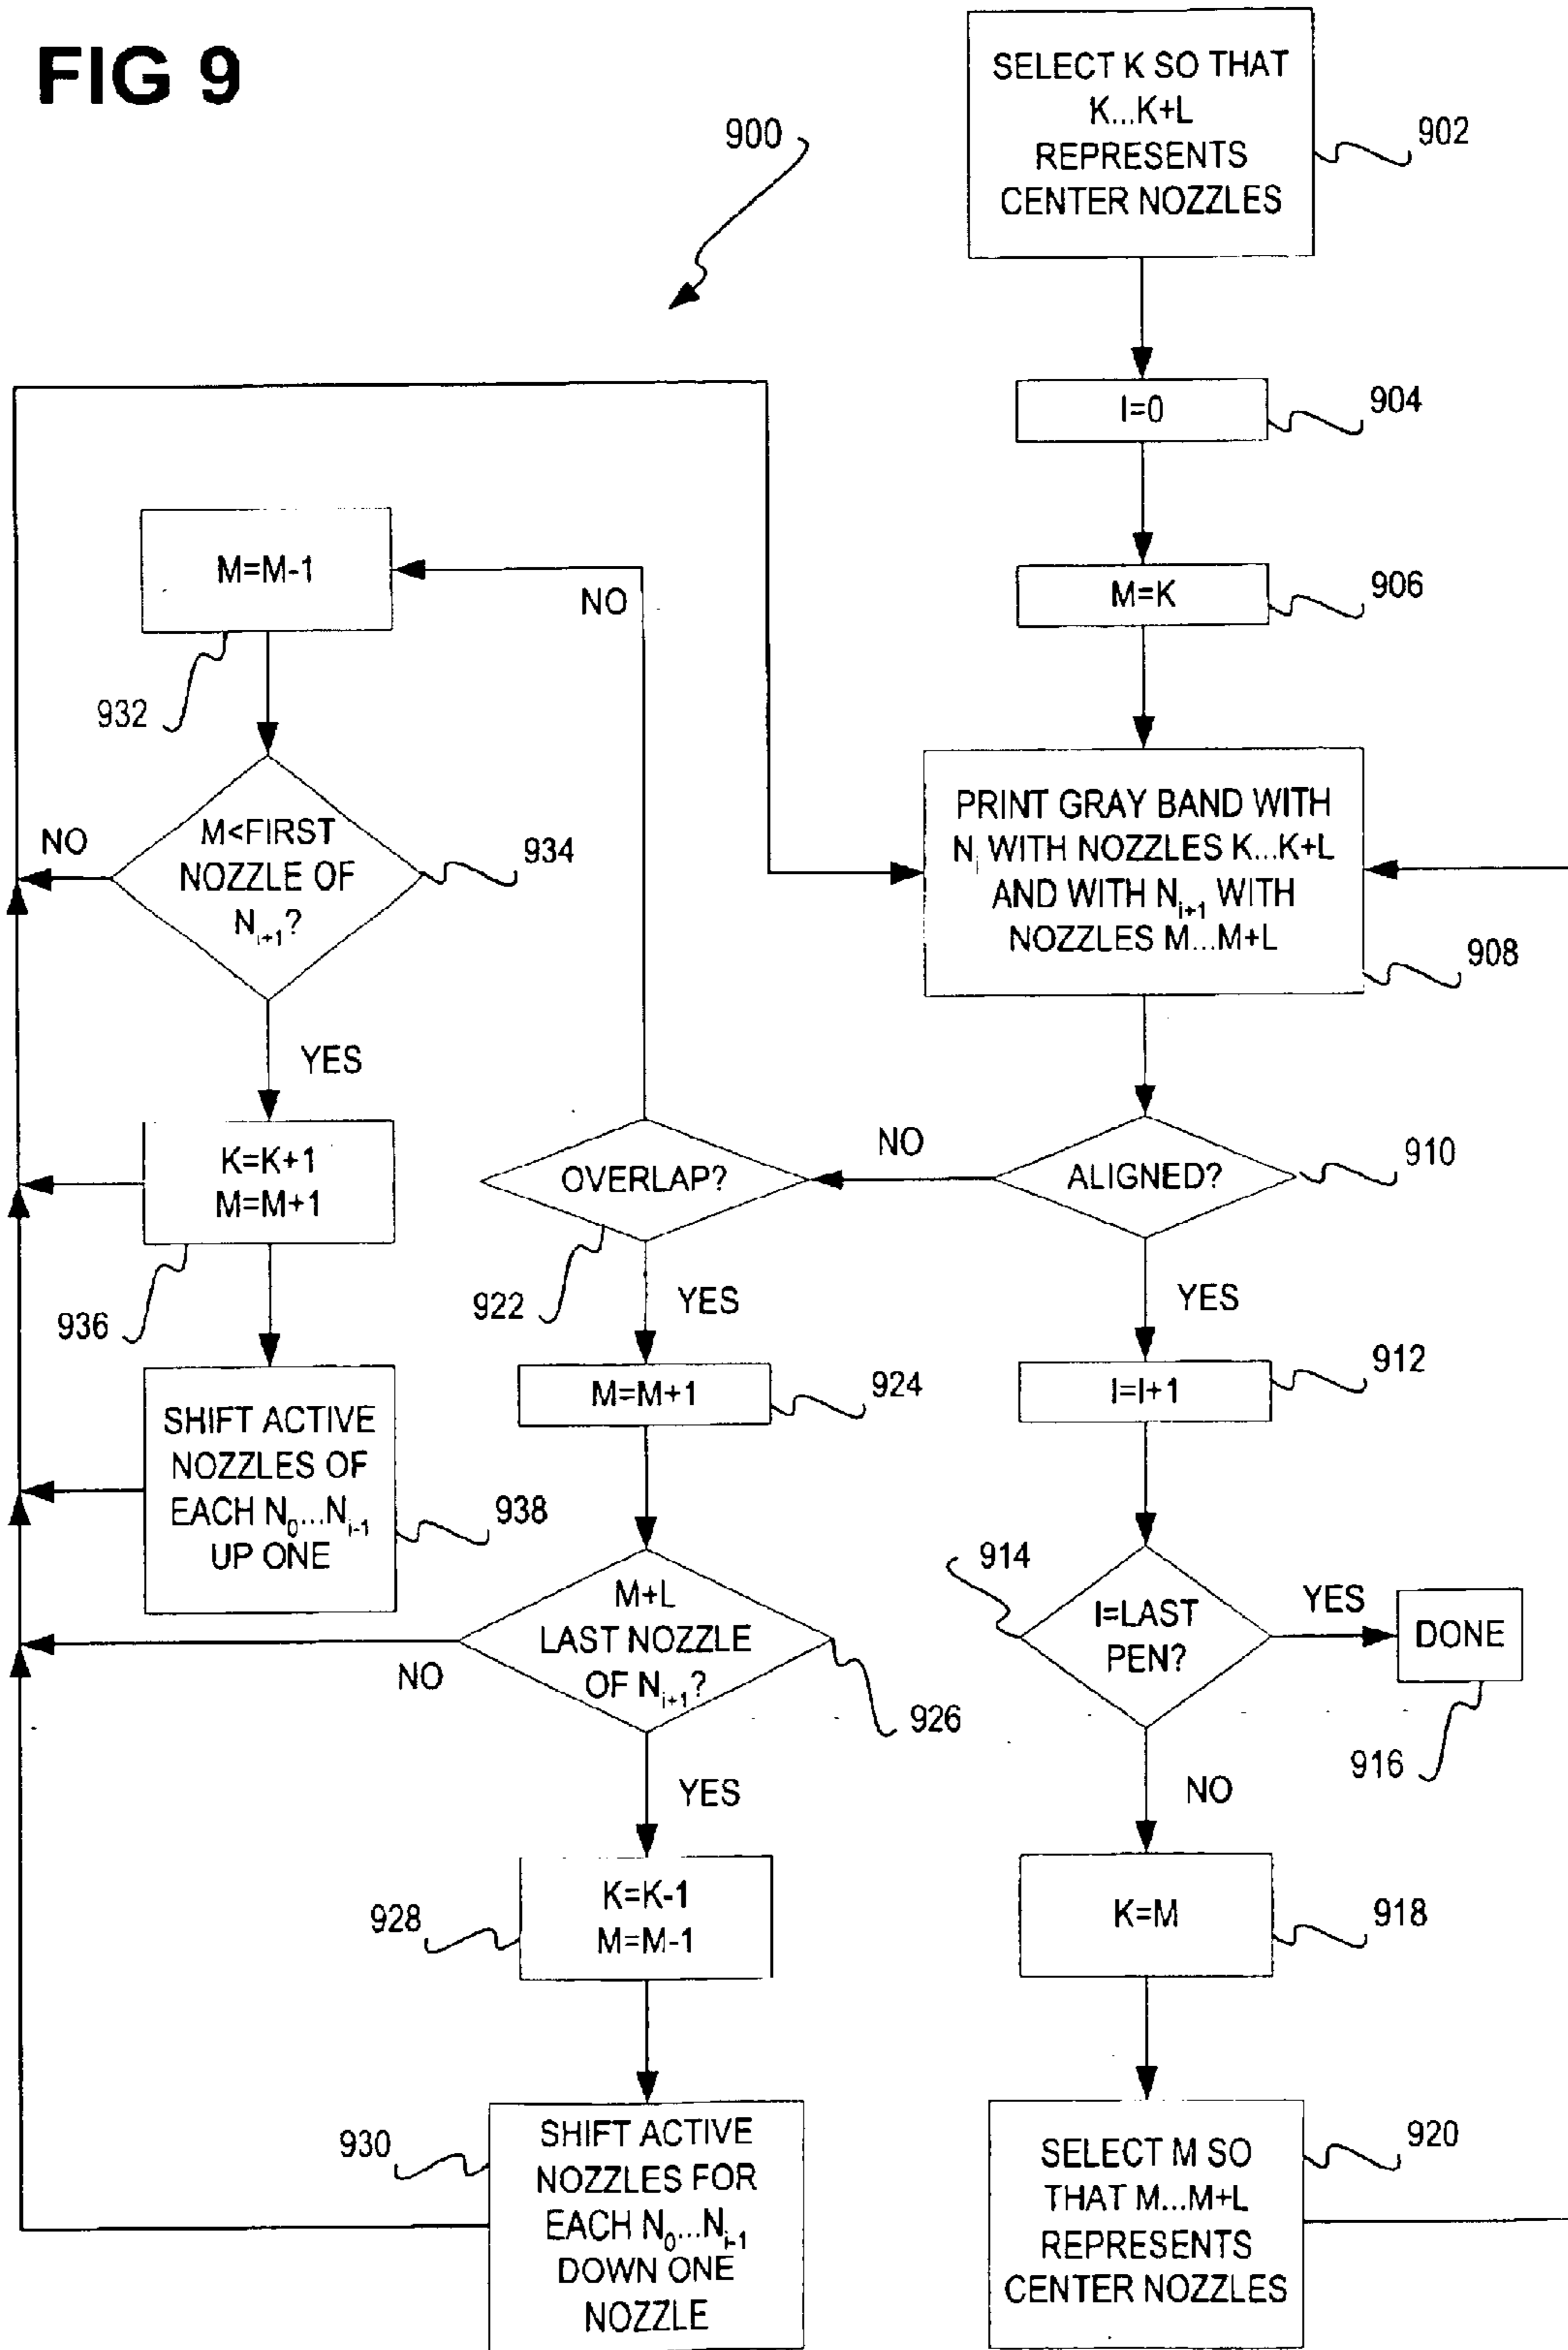 FIG 9
900
SELECT K SO THAT
K...K+L
REPRESENTS
CENTER NOZZLES
902
I=0
904
M=K
906
PRINT GRAY BAND WITH
Nᵢ WITH NOZZLES K...K+L
AND WITH Nᵢ₊₁ WITH
NOZZLES M...M+L
908
ALIGNED?
910
NO
YES
I=I+1
912
I=LAST
PEN?
914
YES
DONE
916
NO
K=M
918
SELECT M SO
THAT M...M+L
REPRESENTS
CENTER NOZZLES
920
OVERLAP?
922
NO
YES
M=M+1
924
M+L
LAST NOZZLE
OF Nᵢ₊₁?
926
NO
YES
K=K-1
M=M-1
928
SHIFT ACTIVE
NOZZLES FOR
EACH N₀...Nᵢ₋₁
DOWN ONE
NOZZLE
930
M=M-1
932
M<FIRST
NOZZLE OF
Nᵢ₊₁?
934
NO
YES
K=K+1
M=M+1
936
SHIFT ACTIVE
NOZZLES OF
EACH N₀...Nᵢ₋₁
UP ONE
938